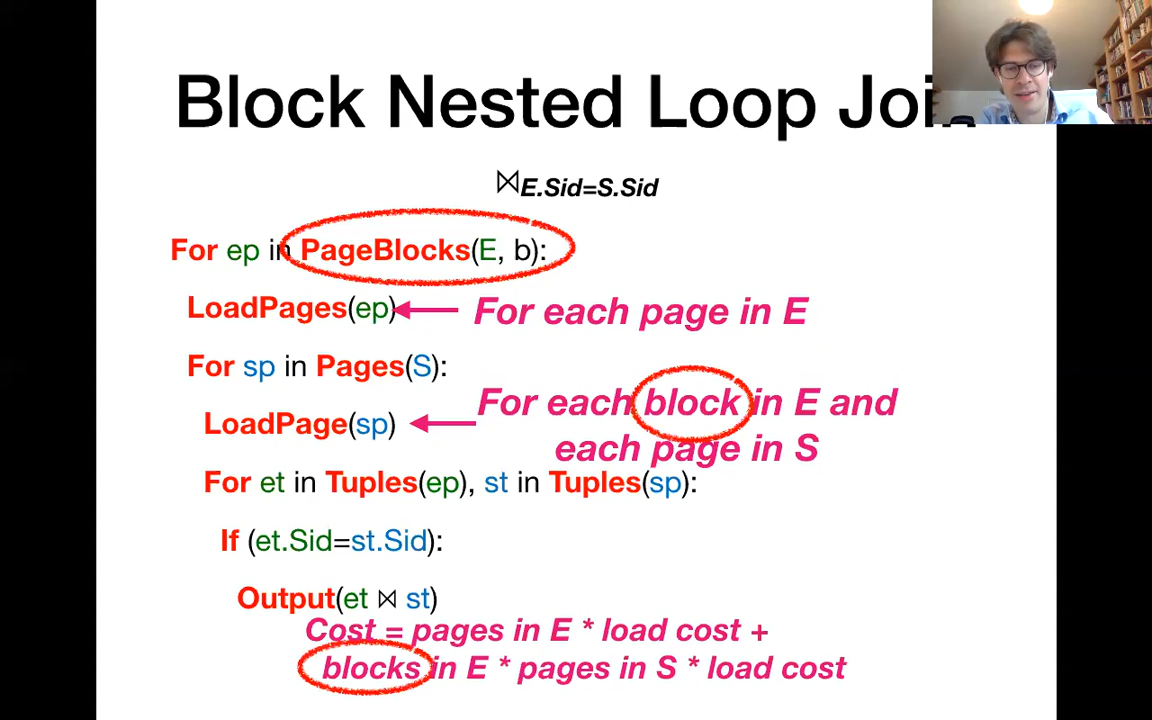 Block Nested Loop Join
⋈E.Sid=S.Sid
For ep in PageBlocks(E, b):
LoadPages(ep)
For each page in E
For sp in Pages(S):
For each block in E and
LoadPage(sp)
each page in S
For et in Tuples(ep), st in Tuples(sp):
If (et.Sid=st.Sid):
Output(et ⋈ st)
Cost = pages in E * load cost +
blocks in E * pages in S * load cost